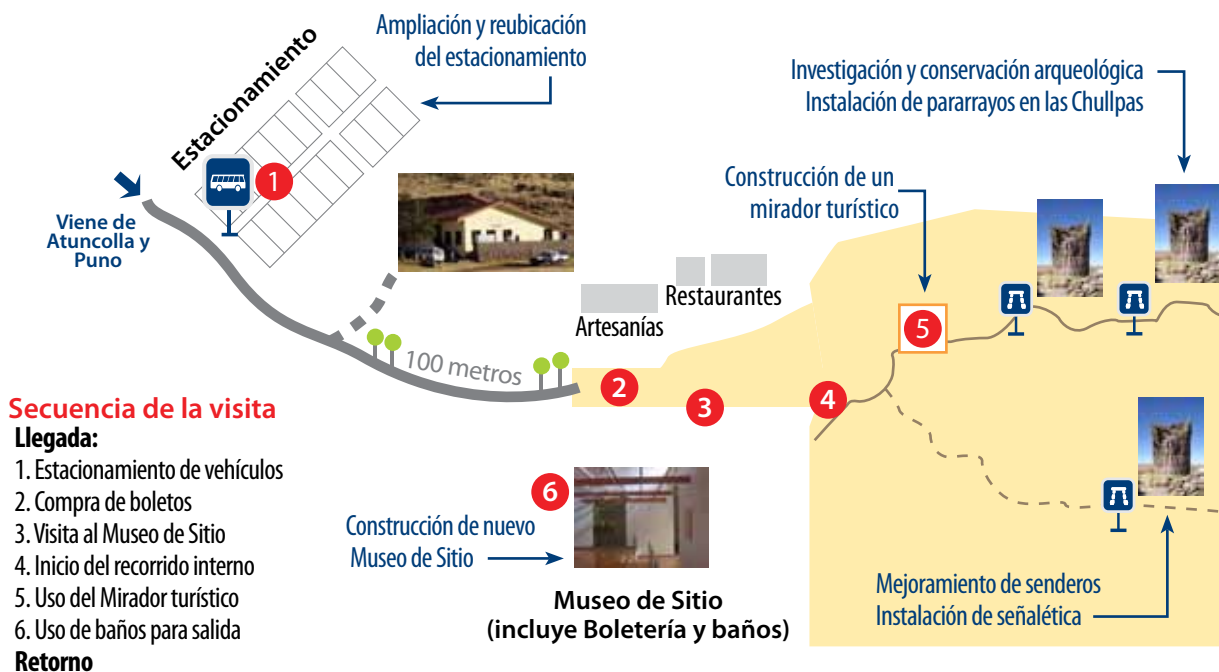 Ampliación y reubicación
del estacionamiento
Estacionamiento
1
Viene de
Atuncolla y
Puno
Investigación y conservación arqueológica
Instalación de pararrayos en las Chullpas
Construcción de un
mirador turístico
Restaurantes
Artesanías
100 metros
2
3
4
5
Secuencia de la visita
Llegada:
1. Estacionamiento de vehículos
2. Compra de boletos
3. Visita al Museo de Sitio
4. Inicio del recorrido interno
5. Uso del Mirador turístico
6. Uso de baños para salida
Retorno
6
Construcción de nuevo
Museo de Sitio
Museo de Sitio
(incluye Boletería y baños)
Mejoramiento de senderos
Instalación de señalética